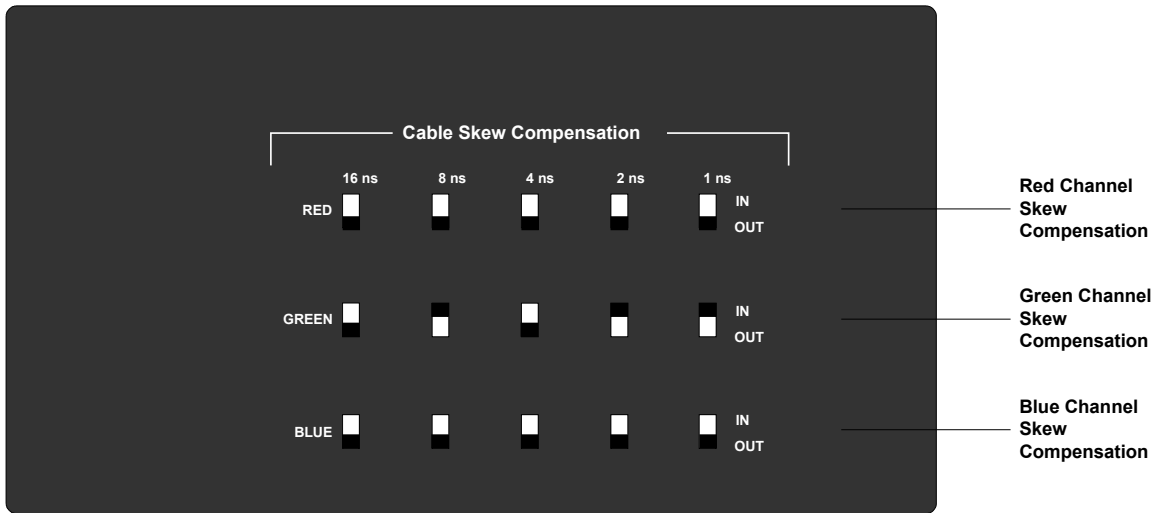 Cable Skew Compensation
16 ns 8 ns 4 ns 2 ns 1 ns
RED
IN
OUT
Red Channel
Skew
Compensation
GREEN
IN
OUT
Green Channel
Skew
Compensation
BLUE
IN
OUT
Blue Channel
Skew
Compensation